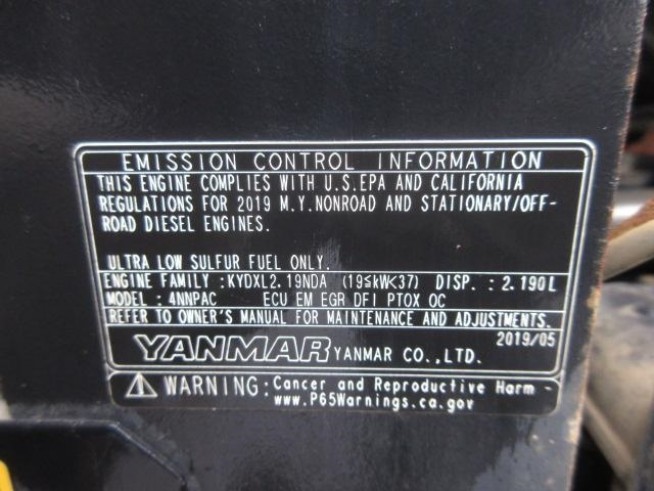 EMISSION CONTROL INFORMATION
THIS ENGINE COMPLIES WITH U.S.EPA AND CALIFORNIA
REGULATIONS FOR 2019 M.Y.NONROAD AND STATIONARY/OFF-
ROAD DIESEL ENGINES.
ULTRA LOW SULFUR FUEL ONLY.
ENGINE FAMILY :KYDXL2.19NDA (19≤kW<37) DISP. : 2.190L
MODEL : 4NNPAC ECU EM EGR DFI PTOX OC
REFER TO OWNER'S MANUAL FOR MAINTENANCE AND ADJUSTMENTS.
2019/05
YANMAR YANMAR CO.,LTD.
WARNING:Cancer and Reproductive Harm -
www.P65Warnings.ca.gov